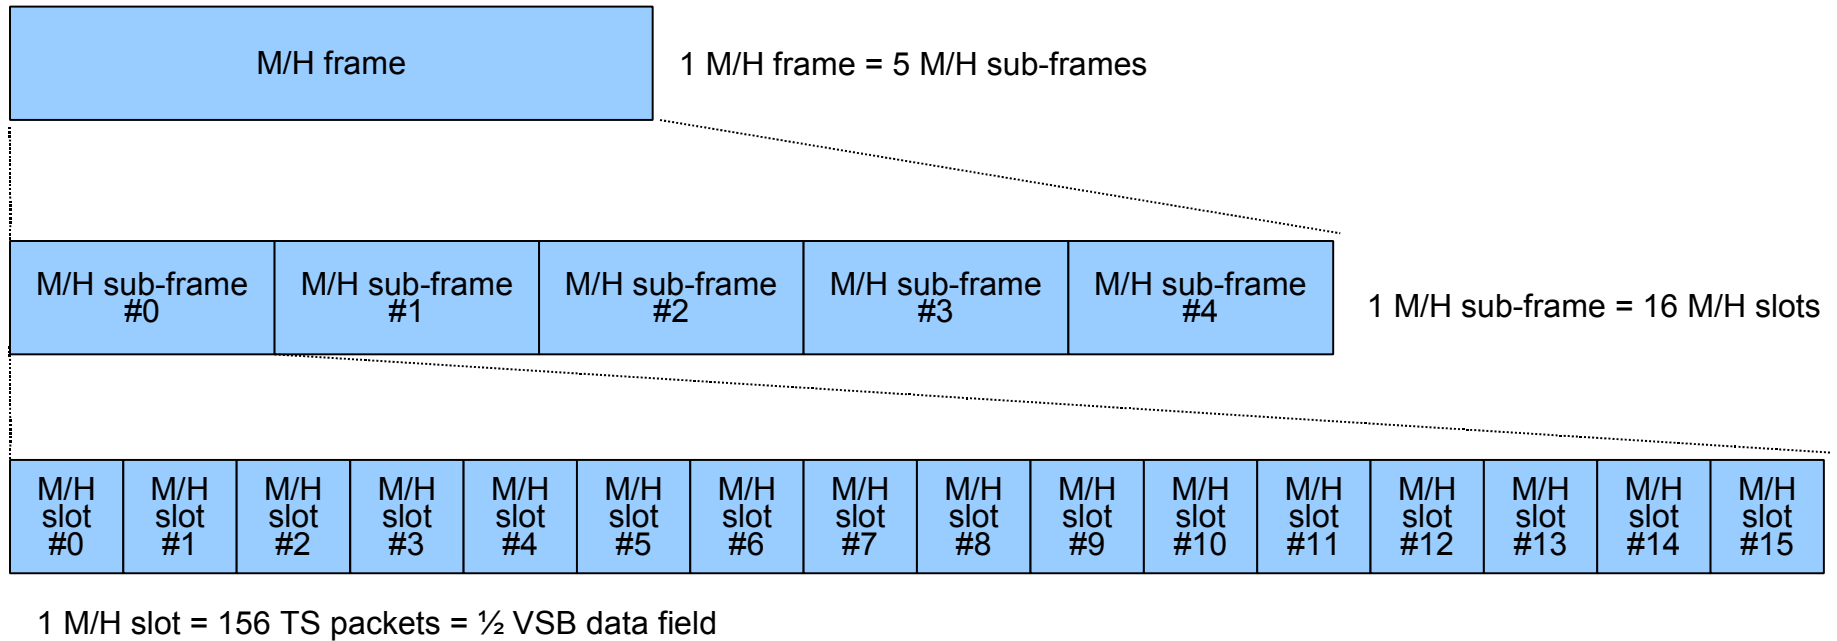 M/H frame
1 M/H frame = 5 M/H sub-frames
M/H sub-frame
#0
M/H sub-frame
#1
M/H sub-frame
#2
M/H sub-frame
#3
M/H sub-frame
#4
1 M/H sub-frame = 16 M/H slots
M/H
slot
#0
M/H
slot
#1
M/H
slot
#2
M/H
slot
#3
M/H
slot
#4
M/H
slot
#5
M/H
slot
#6
M/H
slot
#7
M/H
slot
#8
M/H
slot
#9
M/H
slot
#10
M/H
slot
#11
M/H
slot
#12
M/H
slot
#13
M/H
slot
#14
M/H
slot
#15
1 M/H slot = 156 TS packets = ½ VSB data field